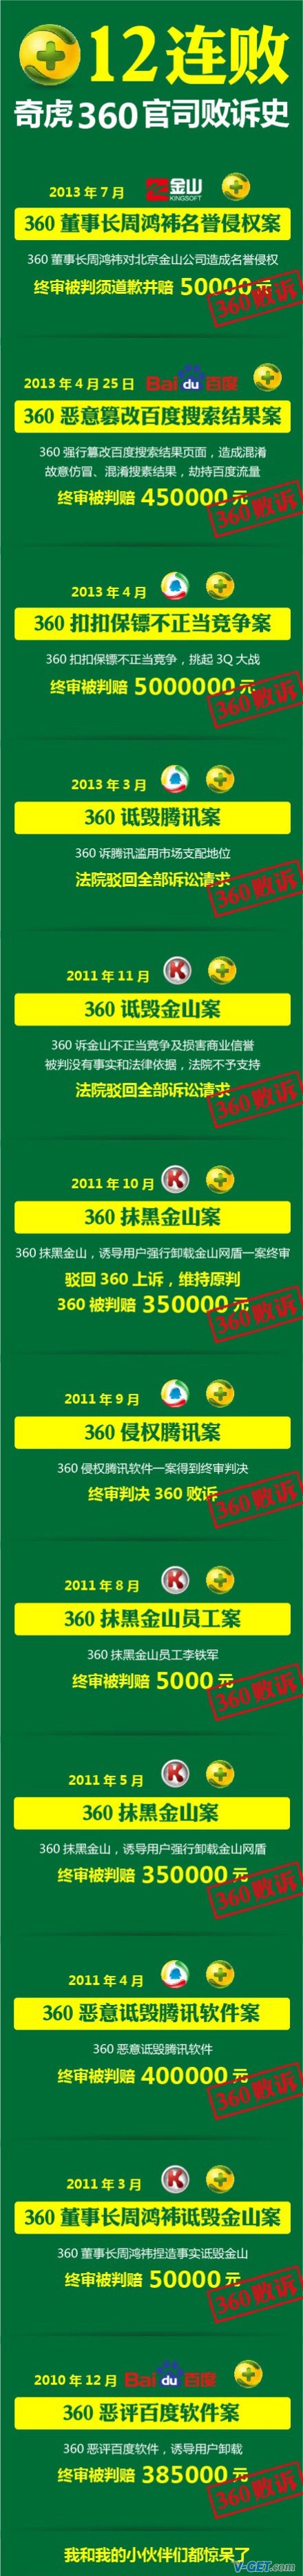 12连败
奇虎360官司败诉史
2013年7月 金山 KINGSOFT
360董事长周鸿祎名誉侵权案
360董事长周鸿祎对北京金山公司造成名誉侵权
终审被判须道歉并赔 50000元
360败诉
2013年4月25日 Bai du 百度
360恶意篡改百度搜索结果案
360强行篡改百度搜索结果页面，造成混淆
故意仿冒、混淆搜素结果，劫持百度流量
终审被判赔 450000元
360败诉
2013年4月
360扣扣保镖不正当竞争案
360扣扣保镖不正当竞争，挑起3Q大战
终审被判赔 5000000元
360败诉
2013年3月
360诋毁腾讯案
360诉腾讯滥用市场支配地位
法院驳回全部诉讼请求
360败诉
2011年11月 K
360诋毁金山案
360诉金山不正当竞争及损害商业信誉
被判没有事实和法律依据，法院不予支持
法院驳回全部诉讼请求
360败诉
2011年10月 K
360抹黑金山案
360抹黑金山，诱导用户强行卸载金山网盾一案终审
驳回360上诉，维持原判
360被判赔 350000元
360败诉
2011年9月
360侵权腾讯案
360侵权腾讯软件一案得到终审判决
终审判决360败诉
360败诉
2011年8月 K
360抹黑金山员工案
360抹黑金山员工李铁军
终审被判赔 5000元
360败诉
2011年5月 K
360抹黑金山案
360抹黑金山，诱导用户强行卸载金山网盾
终审被判赔 350000元
360败诉
2011年4月
360恶意诋毁腾讯软件案
360恶意诋毁腾讯软件
终审被判赔 400000元
360败诉
2011年3月 K
360董事长周鸿祎诋毁金山案
360董事长周鸿祎捏造事实诋毁金山
终审被判赔 50000元
360败诉
2010年12月 Bai du 百度
360恶评百度软件案
360恶评百度软件，诱导用户卸载
终审被判赔 385000元
360败诉
我和我的小伙伴们都惊呆了
V-GET.com